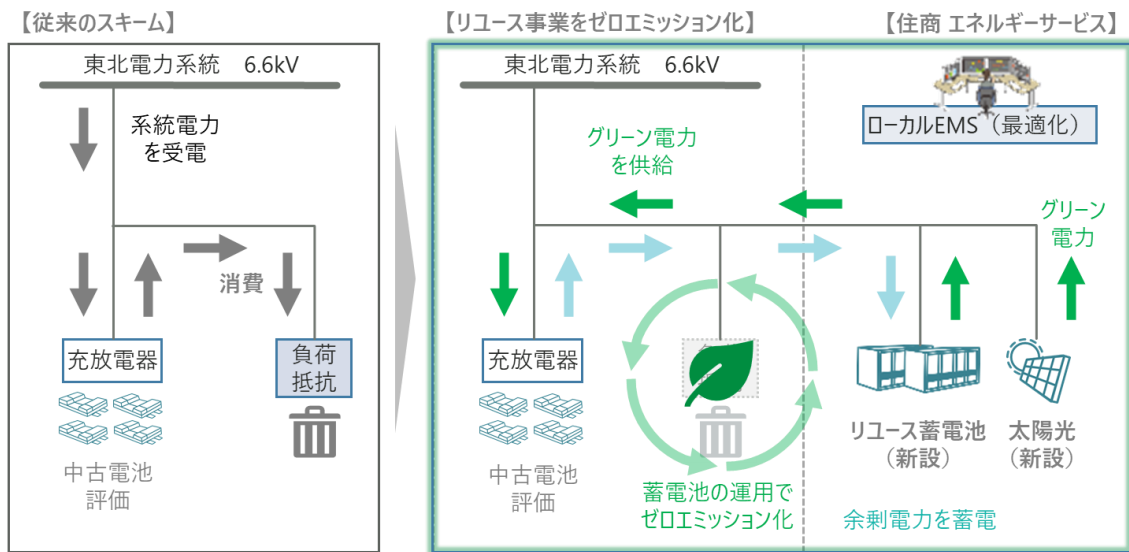 【従来のスキーム】
東北電力系統 6.6kV
系統電力
を受電
消費
充放電器
負荷
抵抗
中古電池
評価
【リユース事業をゼロエミッション化】
東北電力系統 6.6kV
グリーン電力
を供給
充放電器
中古電池
評価
蓄電池の運用で
ゼロエミッション化
【住商 エネルギーサービス】
ローカルEMS（最適化）
グリーン
電力
リユース蓄電池
（新設）
太陽光
（新設）
余剰電力を蓄電